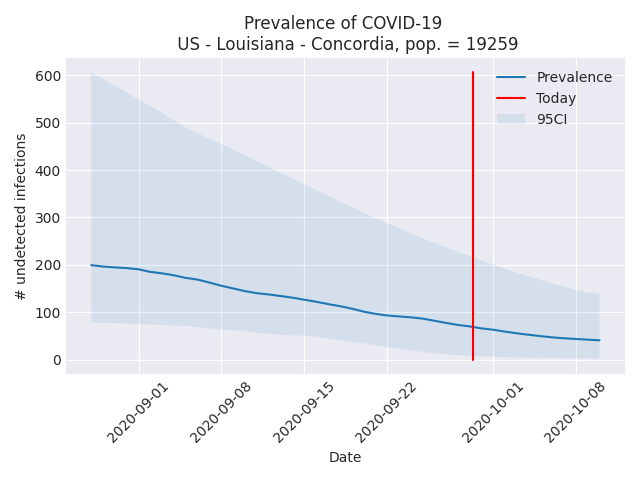 Prevalence of COVID-19
US - Louisiana - Concordia, pop. = 19259
Prevalence
Today
95CI
# undetected infections
600
500
400
300
200
100
0
2020-09-01
2020-09-08
2020-09-15
2020-09-22
2020-10-01
2020-10-08
Date